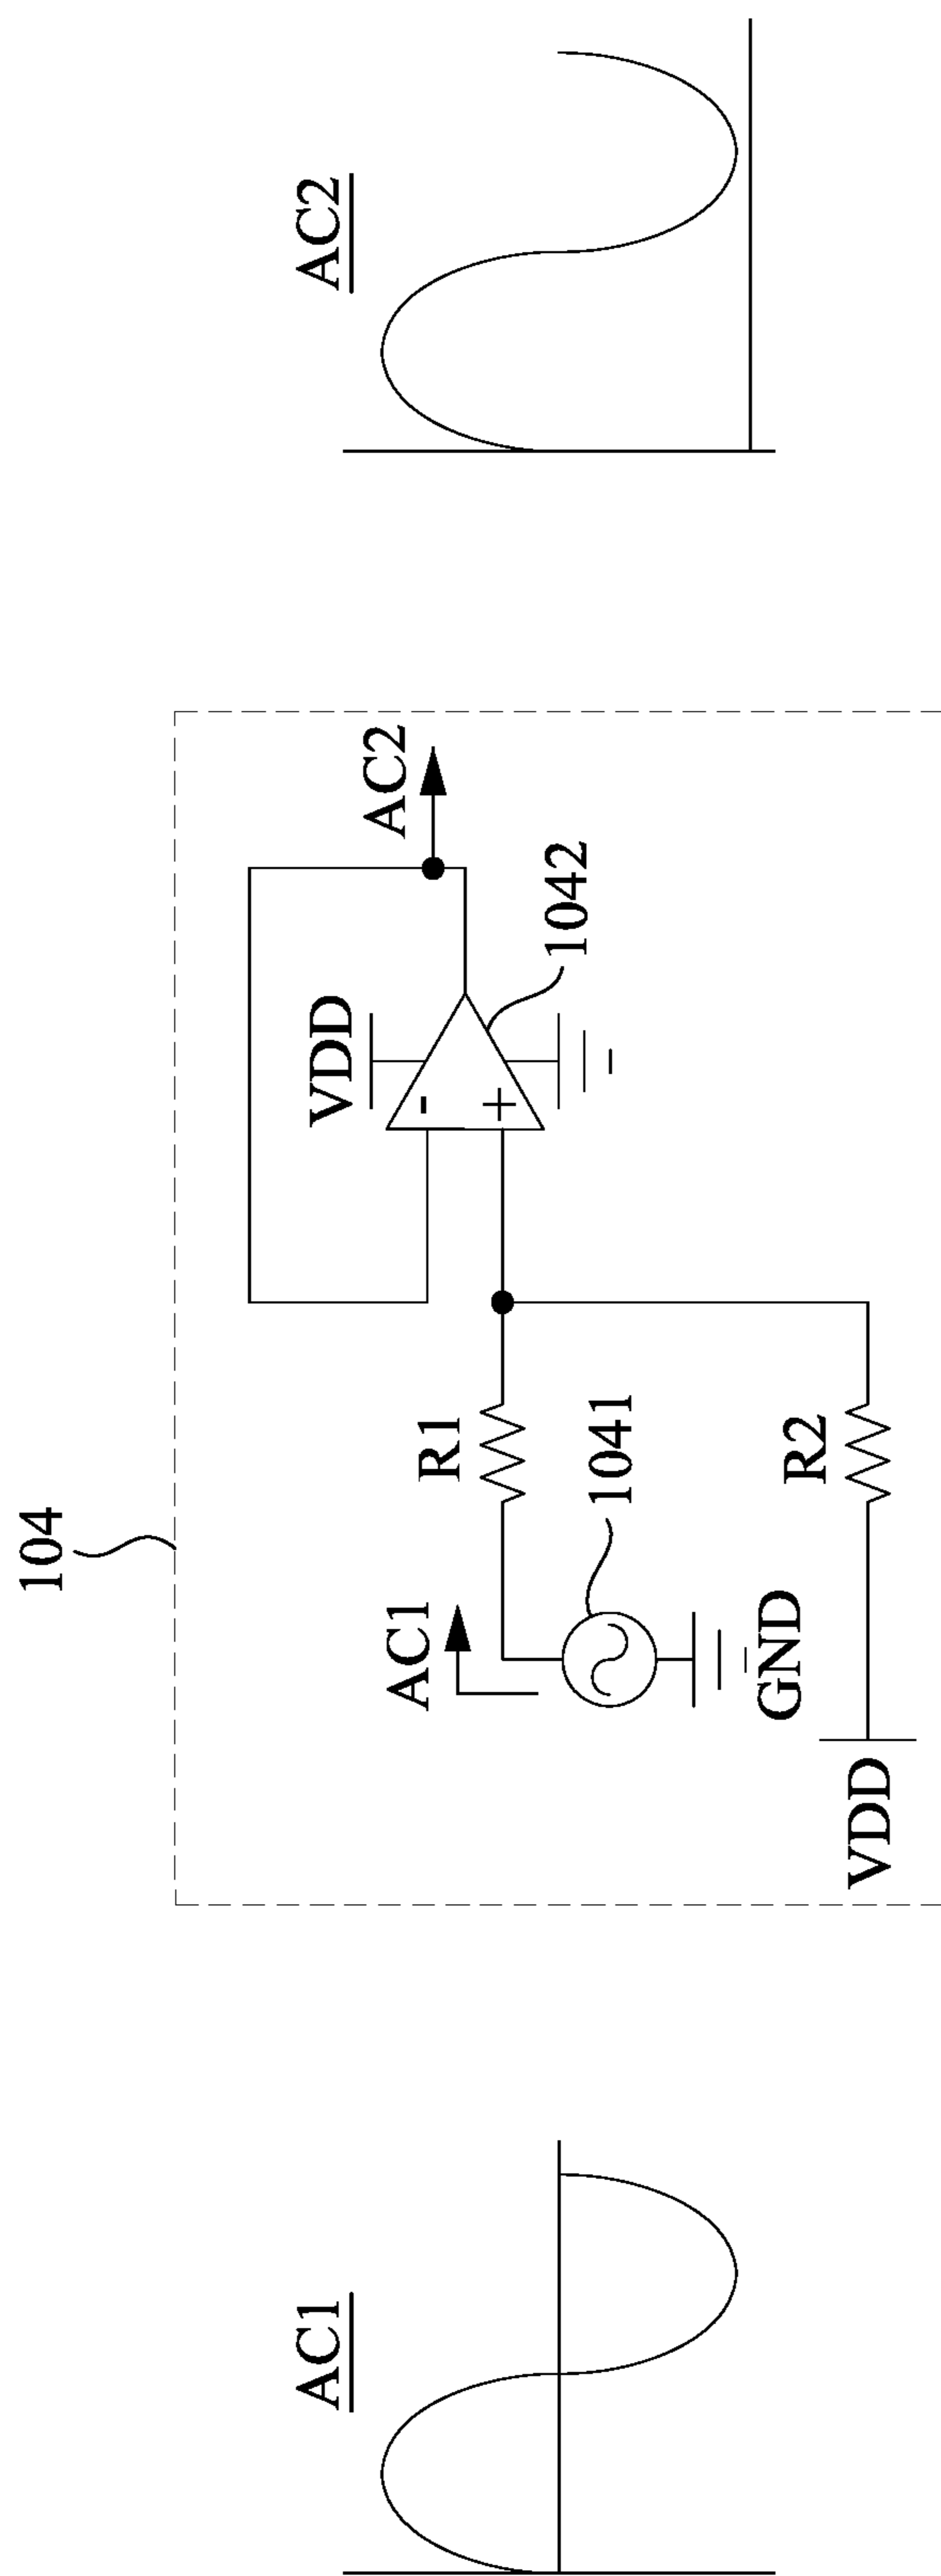 104
AC1
AC2
VDD
AC2
AC1
-
R1
+
1042
1041
GND
R2
VDD